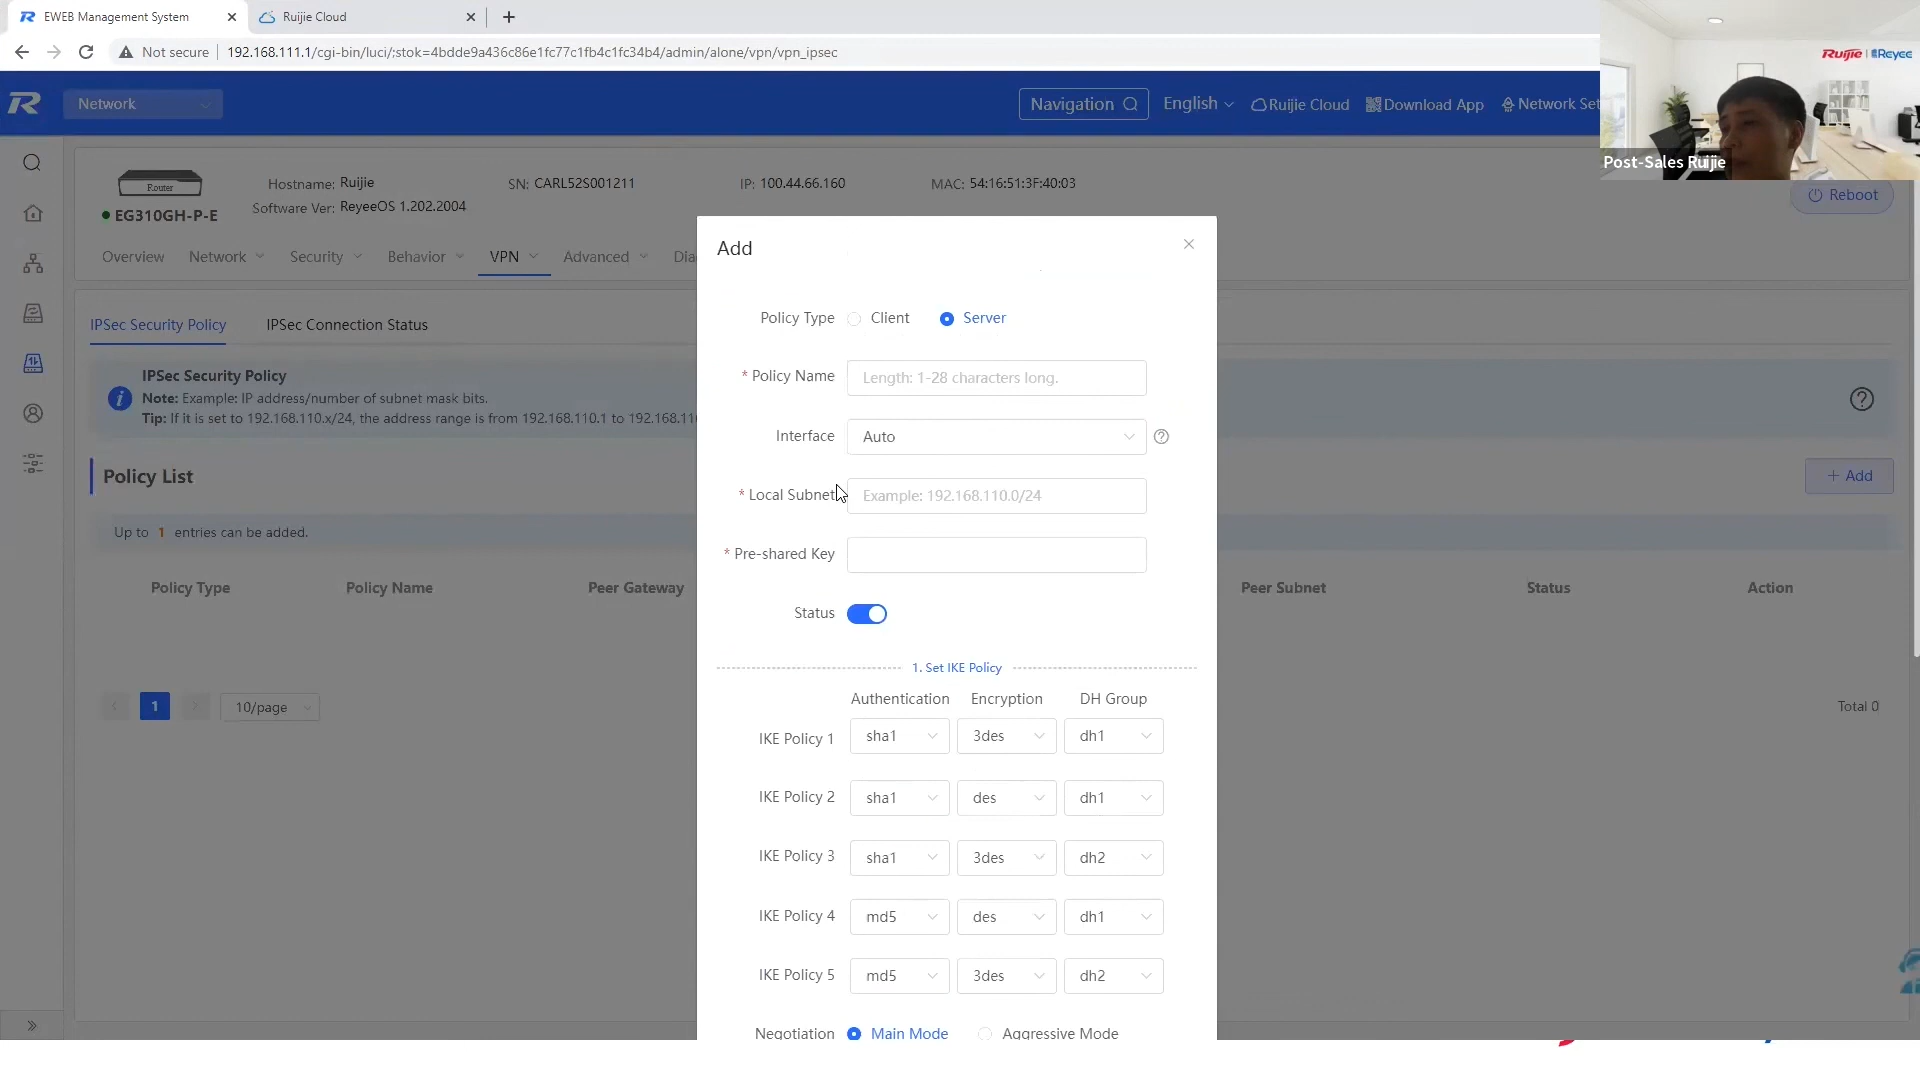 EWEB Management System
Ruijie Cloud
Not secure
192.168.111.1/cgi-bin/luci/;stok=4bdde9a436c86e1fc77c1fb4c1fc34b4/admin/alone/vpn/vpn_ipsec
Ruijie | Reyee
Network
Navigation
English
Ruijie Cloud
Download App
Network Set
Post-Sales Ruijie
Router
EG310GH-P-E
Hostname: Ruijie
SN: CARL52S001211
IP: 100.44.66.160
MAC: 54:16:51:3F:40:03
Software Ver: ReyeeOS 1.202.2004
Reboot
Overview
Network
Security
Behavior
VPN
Advanced
Dia
IPSec Security Policy
IPSec Connection Status
IPSec Security Policy
Note: Example: IP address/number of subnet mask bits.
Tip: If it is set to 192.168.110.x/24, the address range is from 192.168.110.1 to 192.168.11
Policy List
+ Add
Up to 1 entries can be added.
Policy Type
Policy Name
Peer Gateway
Peer Subnet
Status
Action
1
10/page
Total 0
Add
Policy Type
Client
Server
* Policy Name
Length: 1-28 characters long.
Interface
Auto
* Local Subnet
Example: 192.168.110.0/24
* Pre-shared Key
Status
1. Set IKE Policy
Authentication
Encryption
DH Group
IKE Policy 1
sha1
3des
dh1
IKE Policy 2
sha1
des
dh1
IKE Policy 3
sha1
3des
dh2
IKE Policy 4
md5
des
dh1
IKE Policy 5
md5
3des
dh2
Negotiation
Main Mode
Aggressive Mode